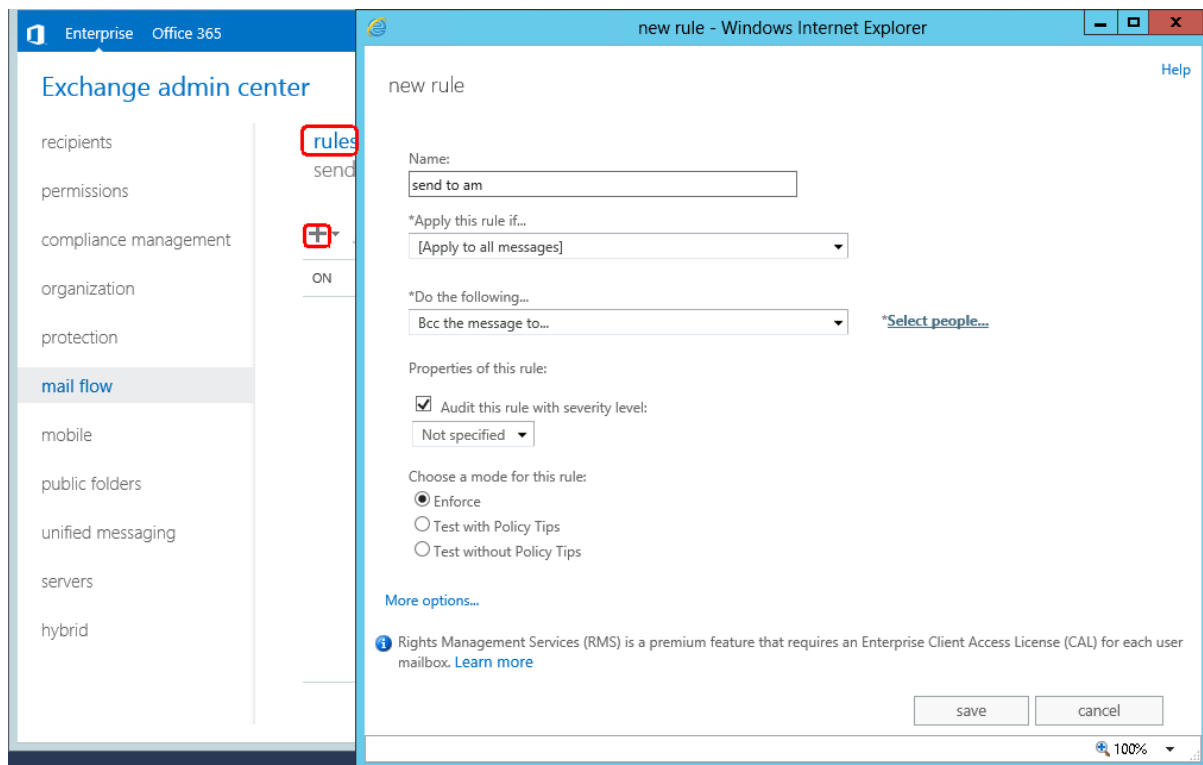 Enterprise Office 365
Exchange admin center
recipients
permissions
compliance management
organization
protection
mail flow
mobile
public folders
unified messaging
servers
hybrid
rules
send
ON
new rule - Windows Internet Explorer
X
Help
new rule
Name:
send to am
*Apply this rule if...
[Apply to all messages]
*Do the following...
Bcc the message to...
*Select people...
Properties of this rule:
Audit this rule with severity level:
Not specified
Choose a mode for this rule:
Enforce
Test with Policy Tips
Test without Policy Tips
More options...
Rights Management Services (RMS) is a premium feature that requires an Enterprise Client Access License (CAL) for each user
mailbox. Learn more
save cancel
100%